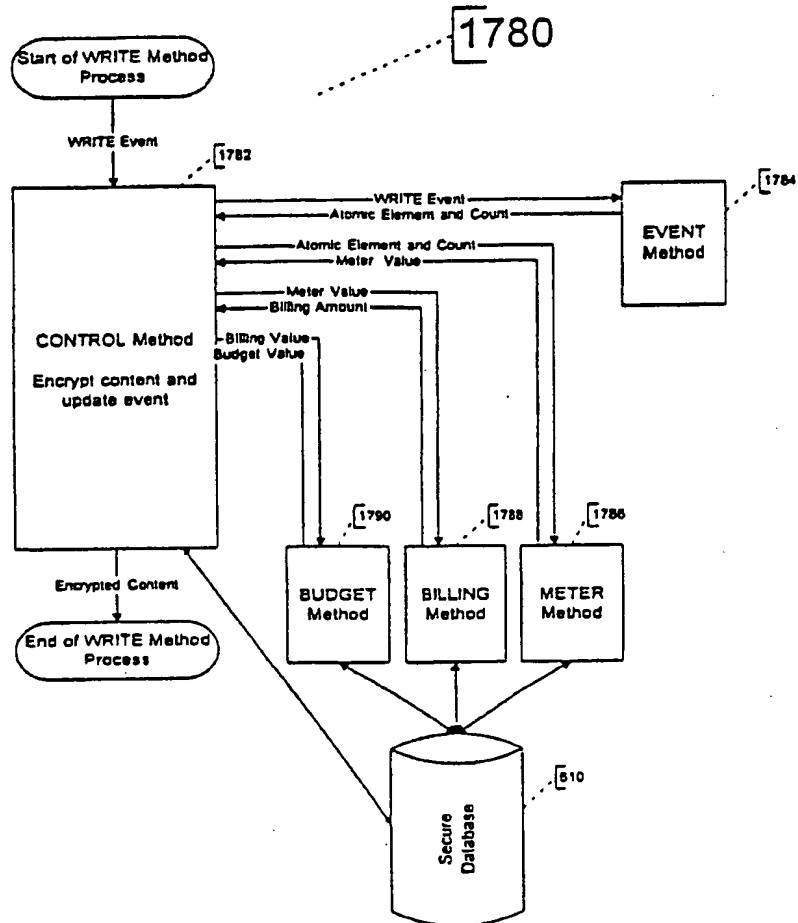 1780
Start of WRITE Method
Process
WRITE Event
1782
WRITE Event
Atomic Element and Count
1784
EVENT
Method
Atomic Element and Count
Meter Value
Meter Value
Billing Amount
CONTROL Method
Encrypt content and
update event
Billing Value
Budget Value
1790
1788
1786
BUDGET
Method
BILLING
Method
METER
Method
Encrypted Content
End of WRITE Method
Process
610
Secure
Database